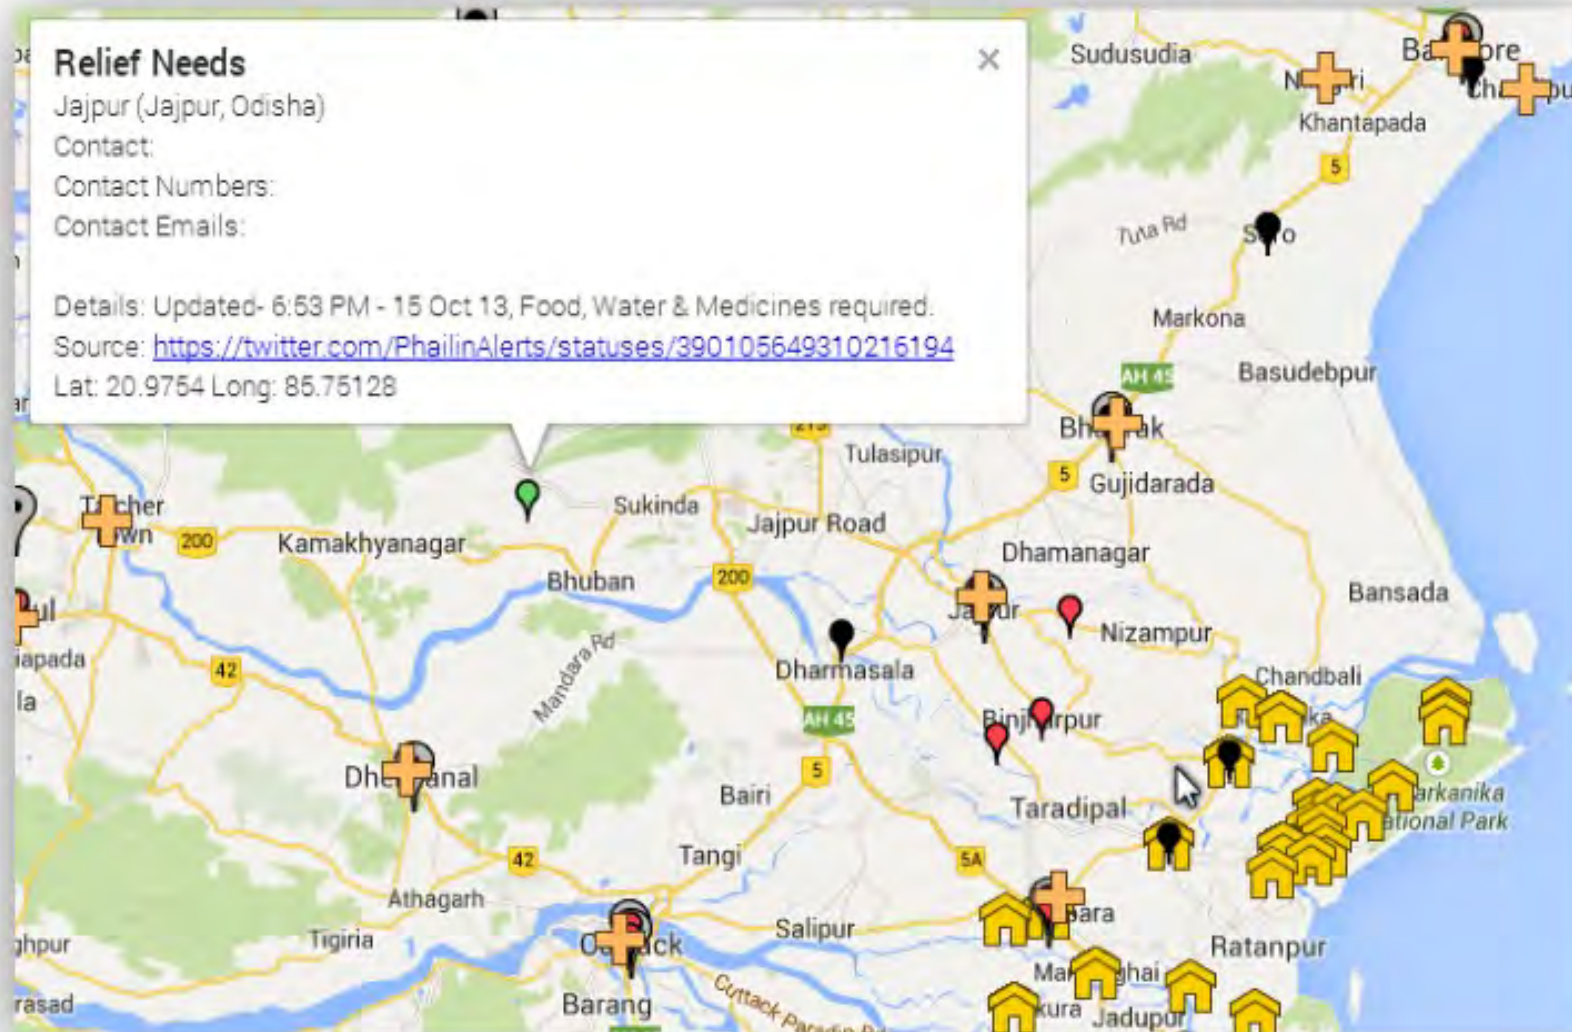 Relief Needs
Jajpur (Jajpur, Odisha)
Contact:
Contact Numbers:
Contact Emails:
Details: Updated- 6:53 PM - 15 Oct 13, Food, Water & Medicines required.
Source: https://twitter.com/PhailinAlerts/statuses/390105649310216194
Lat: 20.9754 Long: 85.75128
Sudusudia
Khantapada
5
Tuta Rd
Markona
AH 45
Basudebpur
Tulasipur
5
Gujidarada
Sukinda
Jajpur Road
200
Kamakhyanagar
Dhamanagar
Bhuban
200
Bansada
Nizampur
Mandara Rd
42
Dharmasala
Chandbali
AH 45
5
Bairi
Taradipal
42
Tangi
5A
Athagarh
Salipur
Tigiria
Ratanpur
Barang
Jadupur